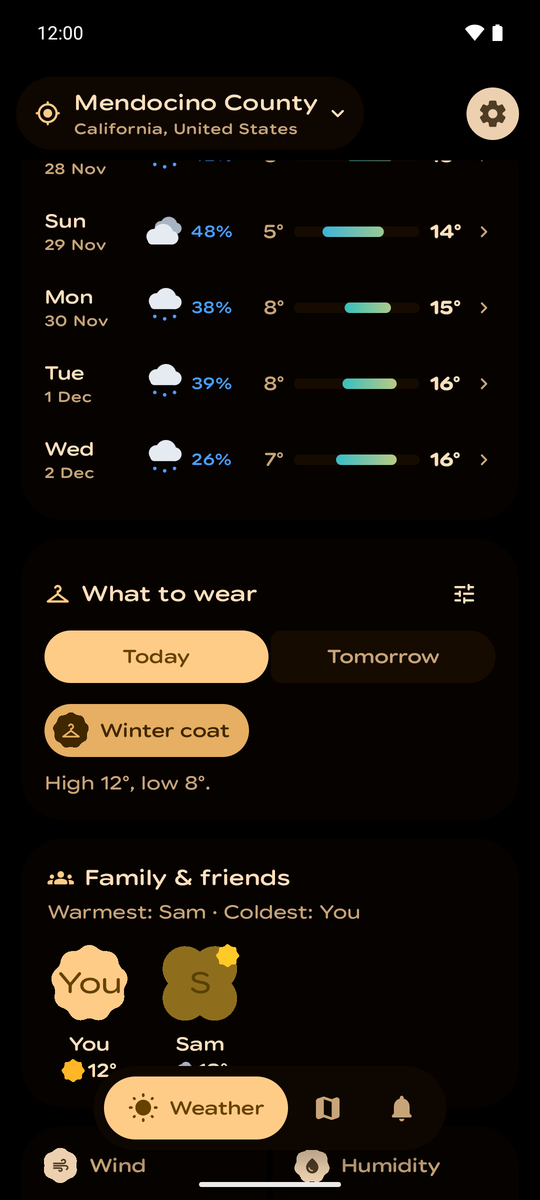 12:00
Mendocino County
California, United States
28 Nov
Sun
29 Nov
48%
5°
14°
Mon
30 Nov
38%
8°
15°
Tue
1 Dec
39%
8°
16°
Wed
2 Dec
26%
7°
16°
What to wear
Today
Tomorrow
Winter coat
High 12°, low 8°.
Family & friends
Warmest: Sam · Coldest: You
You
S
You
Sam
12°
Weather
Wind
Humidity